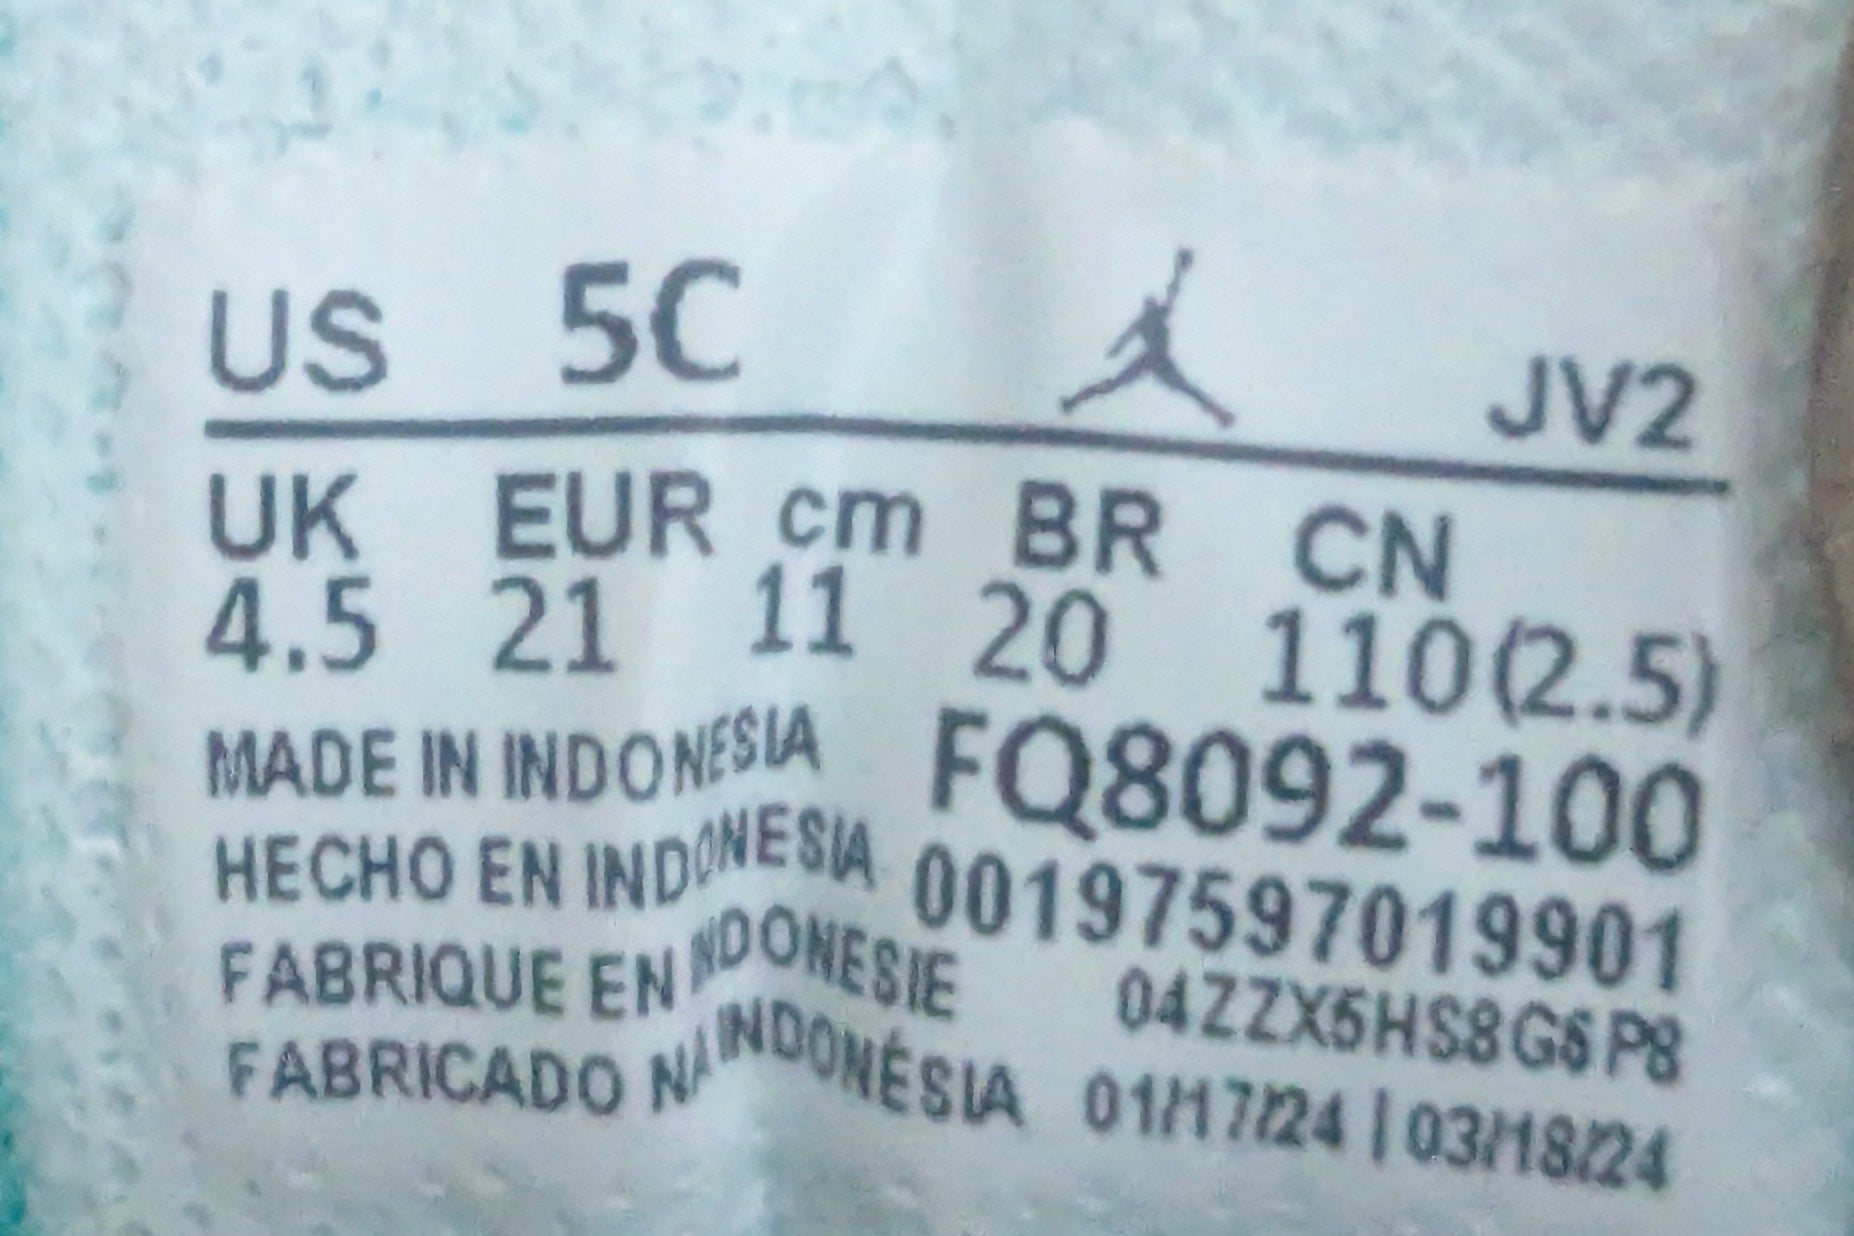 US 5C JV2
UK EUR cm BR CN
4.5 21 11 20 110(2.5)
MADE IN INDONESIA FQ8092-100
HECHO EN INDONESIA 00197597019901
FABRIQUE EN INDONESIE 04ZZX5HS8G6P8
FABRICADO NA INDONÉSIA 01/17/24 | 03/18/24